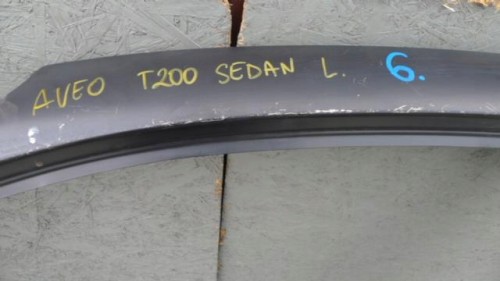 AVEO T200 SEDAN L. 6.